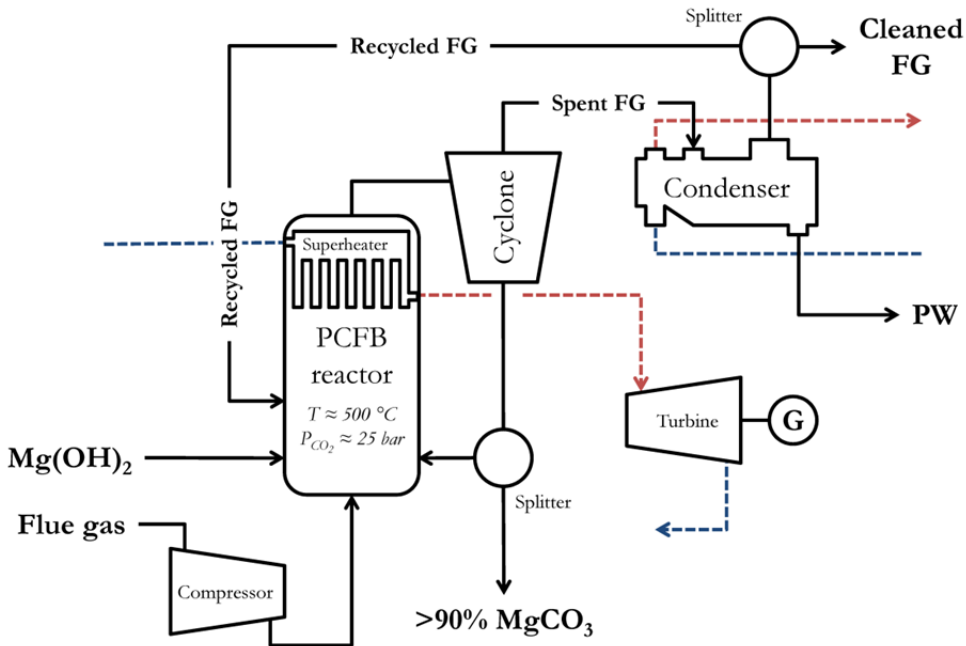 Splitter
Cleaned
FG
Recycled FG
Spent FG
Condenser
Cyclone
Recycled FG
Superheater
PCFB
reactor
T ≈ 500 °C
P_CO₂ ≈ 25 bar
PW
Turbine
G
Mg(OH)₂
Splitter
Flue gas
Compressor
>90% MgCO₃